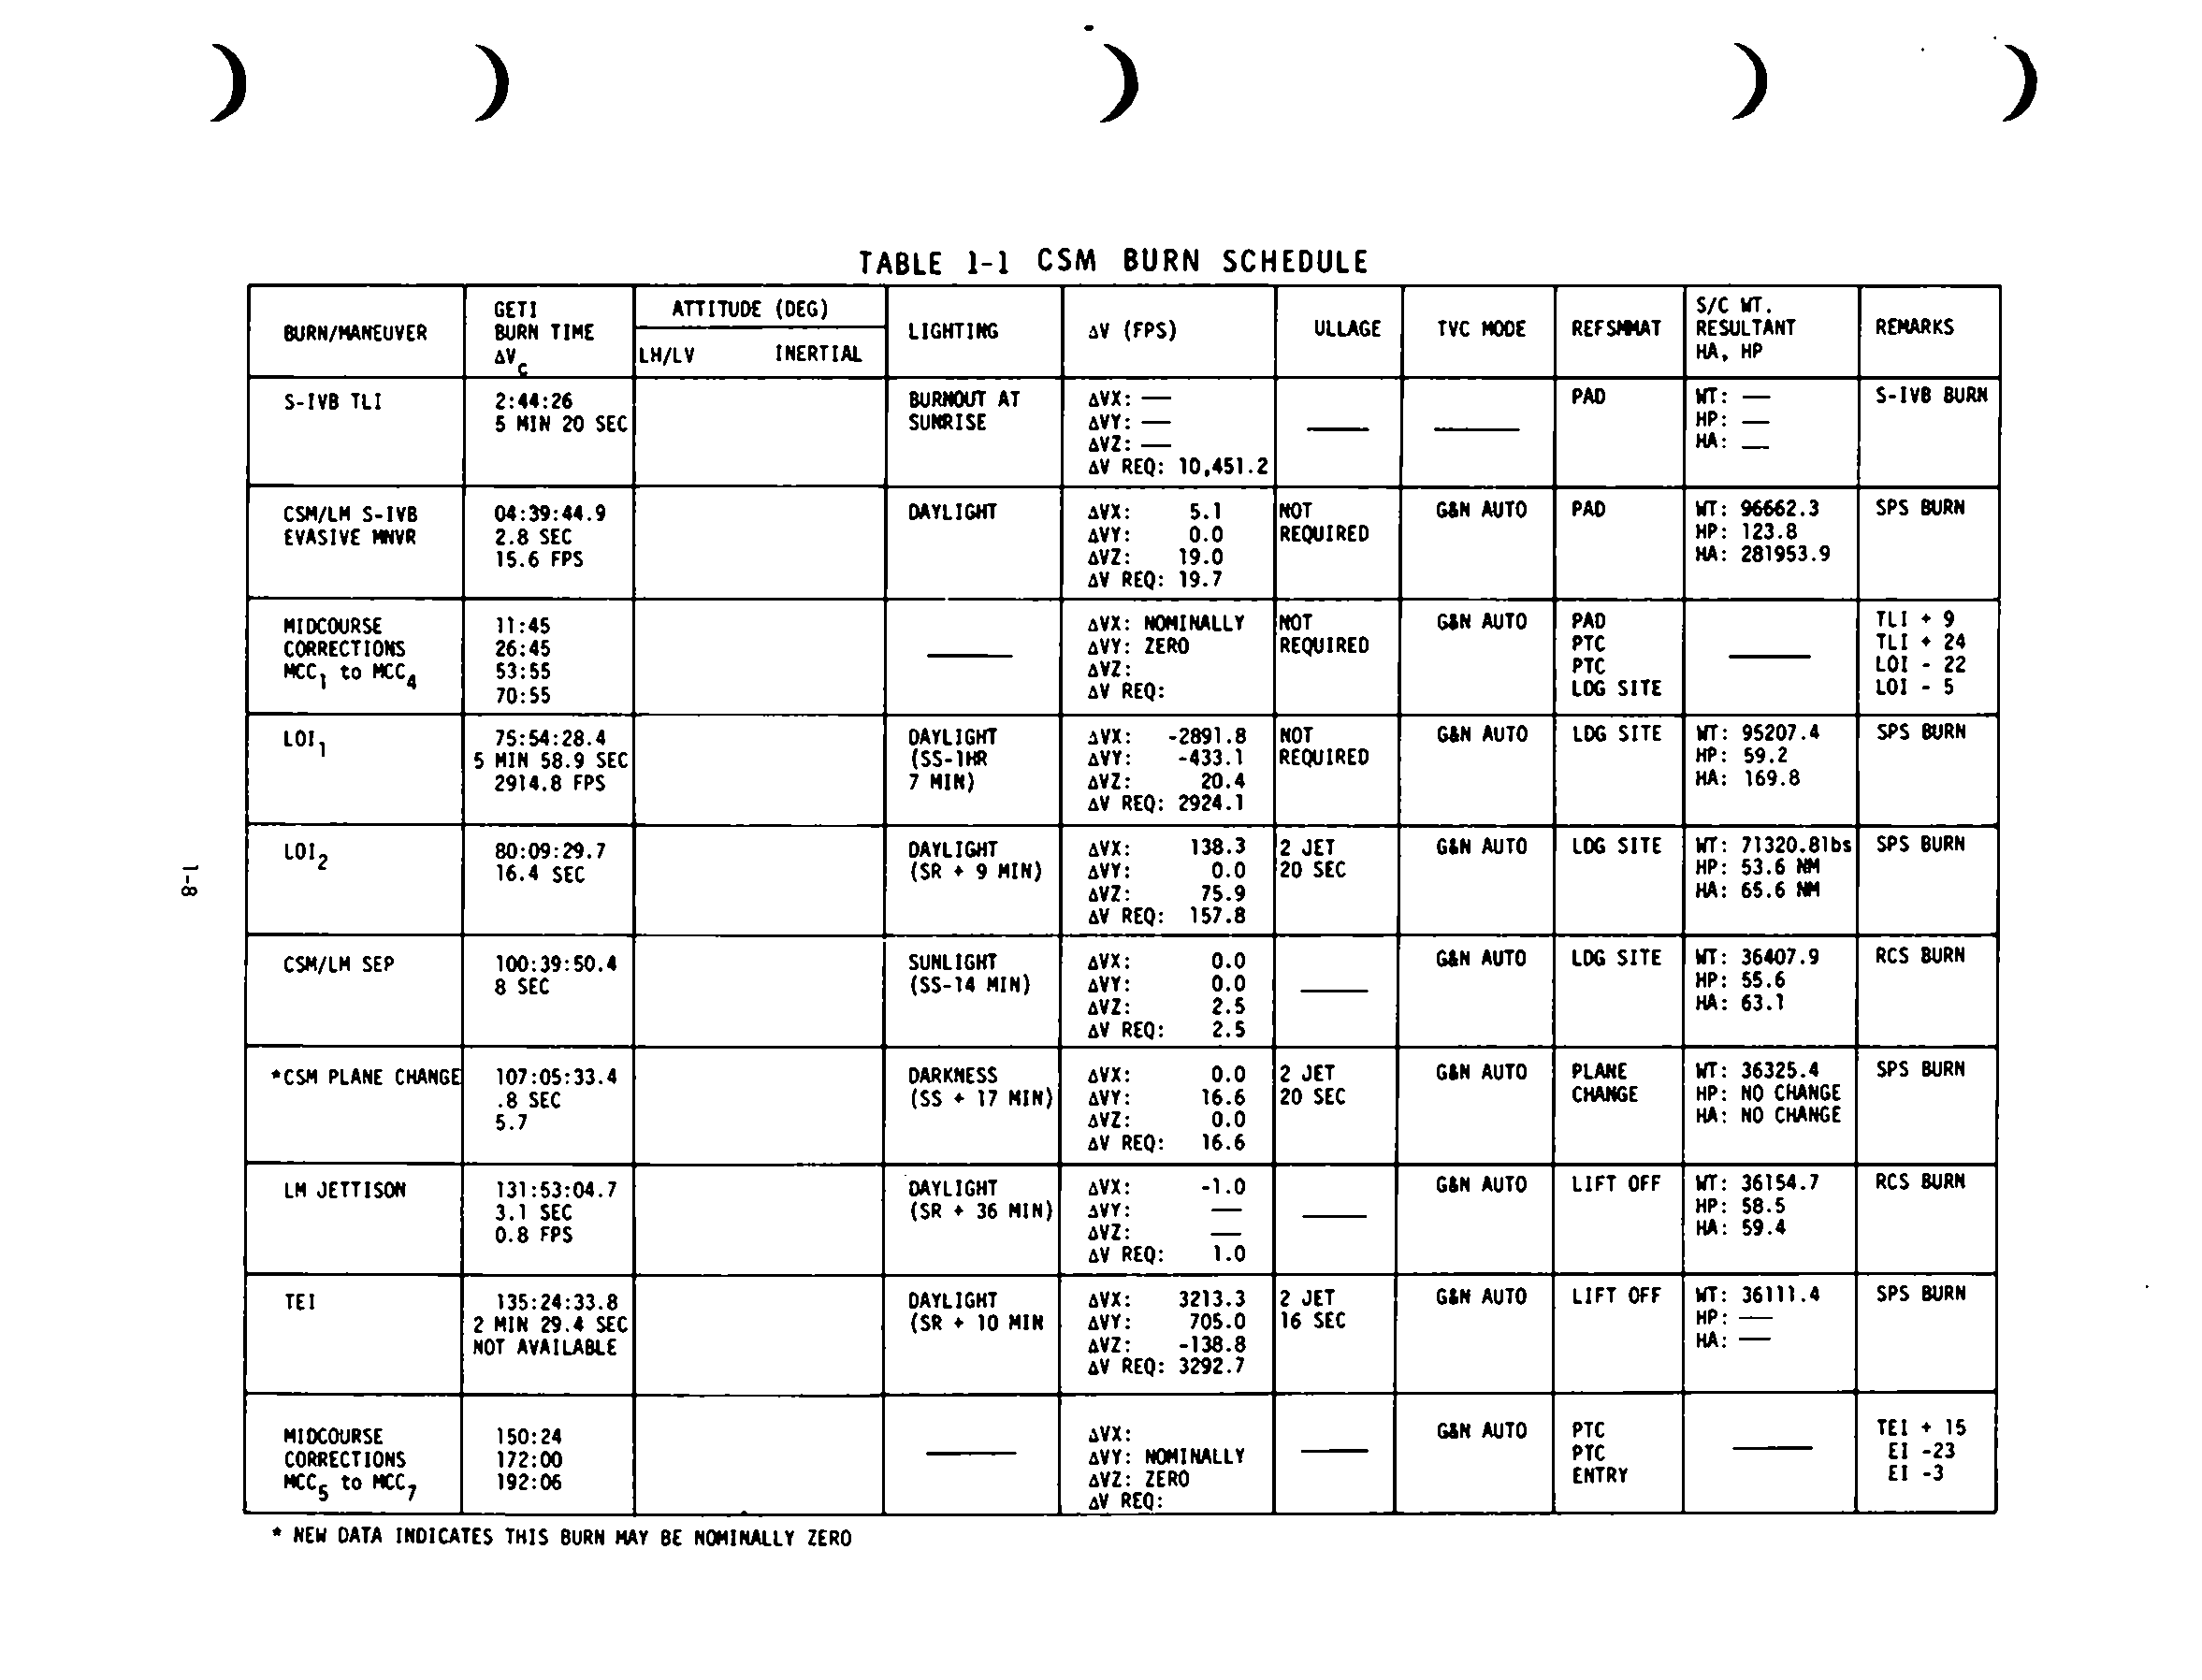 TABLE 1-1 CSM BURN SCHEDULE
BURN/MANEUVER
GETI
BURN TIME
ΔVC
ATTITUDE (DEG)
LH/LV INERTIAL
LIGHTING
ΔV (FPS)
ULLAGE
TVC MODE
REFSMMAT
S/C WT.
RESULTANT
HA, HP
REMARKS
S-IVB TLI
2:44:26
5 MIN 20 SEC
BURNOUT AT
SUNRISE
ΔVX: —
ΔVY: —
ΔVZ: —
ΔV REQ: 10,451.2
PAD
WT: —
HP: —
HA: —
S-IVB BURN
CSM/LM S-IVB
EVASIVE MNVR
04:39:44.9
2.8 SEC
15.6 FPS
DAYLIGHT
ΔVX: 5.1
ΔVY: 0.0
ΔVZ: 19.0
ΔV REQ: 19.7
NOT
REQUIRED
G&N AUTO
PAD
WT: 96662.3
HP: 123.8
HA: 281953.9
SPS BURN
MIDCOURSE
CORRECTIONS
MCC1 to MCC4
11:45
26:45
53:55
70:55
ΔVX: NOMINALLY
ΔVY: ZERO
ΔVZ:
ΔV REQ:
NOT
REQUIRED
G&N AUTO
PAD
PTC
PTC
LDG SITE
TLI + 9
TLI + 24
LOI - 22
LOI - 5
LOI1
75:54:28.4
5 MIN 58.9 SEC
2914.8 FPS
DAYLIGHT
(SS-1HR
7 MIN)
ΔVX: -2891.8
ΔVY: -433.1
ΔVZ: 20.4
ΔV REQ: 2924.1
NOT
REQUIRED
G&N AUTO
LDG SITE
WT: 95207.4
HP: 59.2
HA: 169.8
SPS BURN
LOI2
80:09:29.7
16.4 SEC
DAYLIGHT
(SR + 9 MIN)
ΔVX: 138.3
ΔVY: 0.0
ΔVZ: 75.9
ΔV REQ: 157.8
2 JET
20 SEC
G&N AUTO
LDG SITE
WT: 71320.8lbs
HP: 53.6 NM
HA: 65.6 NM
SPS BURN
CSM/LM SEP
100:39:50.4
8 SEC
SUNLIGHT
(SS-14 MIN)
ΔVX: 0.0
ΔVY: 0.0
ΔVZ: 2.5
ΔV REQ: 2.5
G&N AUTO
LDG SITE
WT: 36407.9
HP: 55.6
HA: 63.1
RCS BURN
*CSM PLANE CHANGE
107:05:33.4
.8 SEC
5.7
DARKNESS
(SS + 17 MIN)
ΔVX: 0.0
ΔVY: 16.6
ΔVZ: 0.0
ΔV REQ: 16.6
2 JET
20 SEC
G&N AUTO
PLANE
CHANGE
WT: 36325.4
HP: NO CHANGE
HA: NO CHANGE
SPS BURN
LM JETTISON
131:53:04.7
3.1 SEC
0.8 FPS
DAYLIGHT
(SR + 36 MIN)
ΔVX: -1.0
ΔVY: —
ΔVZ: —
ΔV REQ: 1.0
G&N AUTO
LIFT OFF
WT: 36154.7
HP: 58.5
HA: 59.4
RCS BURN
TEI
135:24:33.8
2 MIN 29.4 SEC
NOT AVAILABLE
DAYLIGHT
(SR + 10 MIN
ΔVX: 3213.3
ΔVY: 705.0
ΔVZ: -138.8
ΔV REQ: 3292.7
2 JET
16 SEC
G&N AUTO
LIFT OFF
WT: 36111.4
HP: —
HA: —
SPS BURN
MIDCOURSE
CORRECTIONS
MCC5 to MCC7
150:24
172:00
192:06
ΔVX:
ΔVY: NOMINALLY
ΔVZ: ZERO
ΔV REQ:
G&N AUTO
PTC
PTC
ENTRY
TEI + 15
EI -23
EI -3
* NEW DATA INDICATES THIS BURN MAY BE NOMINALLY ZERO
1-8